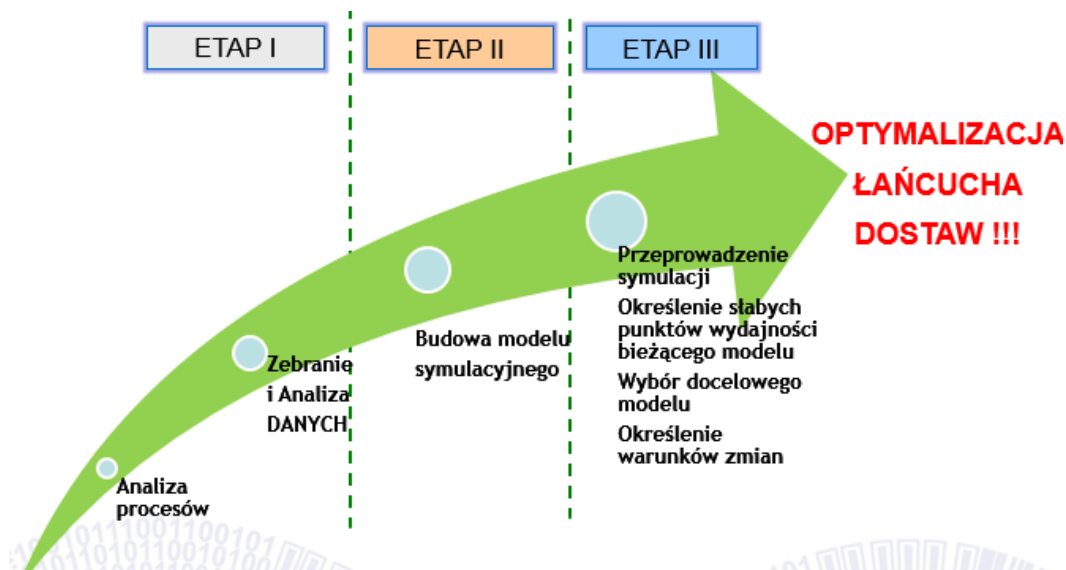 ETAP I
ETAP II
ETAP III
OPTYMALIZACJA
ŁAŃCUCHA
DOSTAW !!!
Przeprowadzenie
symulacji
Określenie słabych
punktów wydajności
bieżącego modelu
Wybór docelowego
modelu
Określenie
warunków zmian
Budowa modelu
symulacyjnego
Zebranie
i Analiza
DANYCH
Analiza
procesów